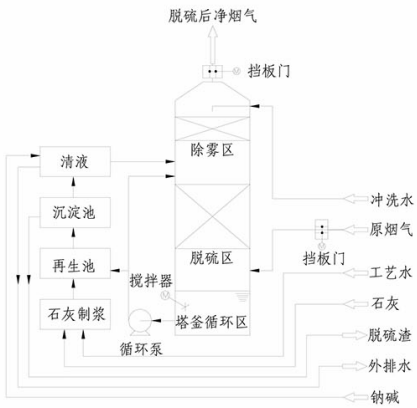 脱硫后净烟气
挡板门
清液
除雾区
沉淀池
冲洗水
原烟气
再生池
搅拌器
脱硫区
挡板门
工艺水
石灰制浆
塔釜循环区
石灰
循环泵
脱硫渣
外排水
钠碱